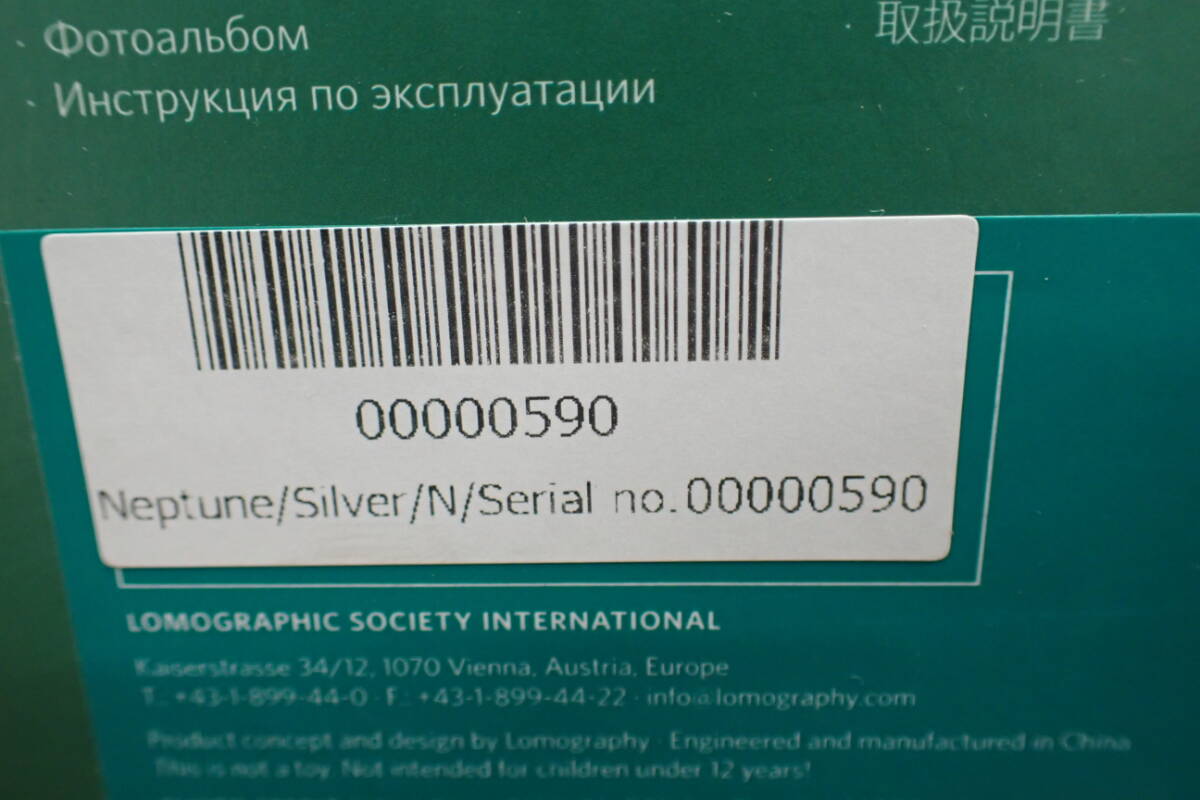 · Фотоальбом
· Инструкция по эксплуатации
取扱説明書
00000590
Neptune/Silver/N/Serial no.00000590
LOMOGRAPHIC SOCIETY INTERNATIONAL
Kaiserstrasse 34/12, 1070 Vienna, Austria, Europe
T.: +43-1-899-44-0 · F.: +43-1-899-44-22 · info@lomography.com
Product concept and design by Lomography · Engineered and manufactured in China
This is not a toy. Not intended for children under 12 years!